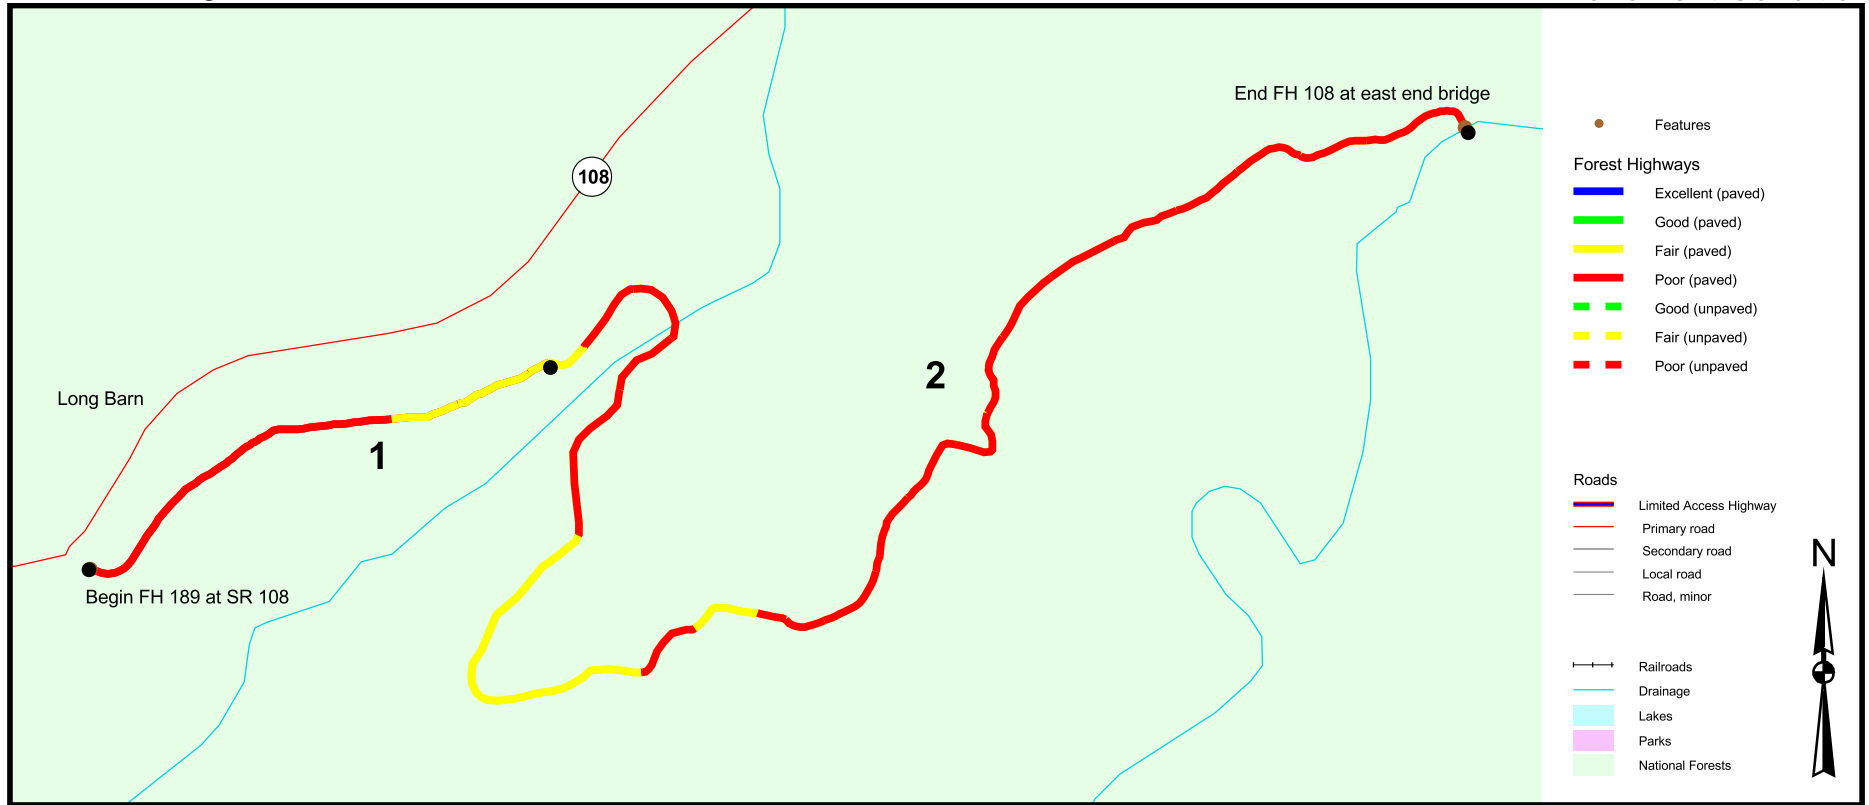 End FH 108 at east end bridge
108
Long Barn
1
2
Begin FH 189 at SR 108
Features
Forest Highways
Excellent (paved)
Good (paved)
Fair (paved)
Poor (paved)
Good (unpaved)
Fair (unpaved)
Poor (unpaved
Roads
Limited Access Highway
Primary road
Secondary road
Local road
Road, minor
Railroads
Drainage
Lakes
Parks
National Forests
N